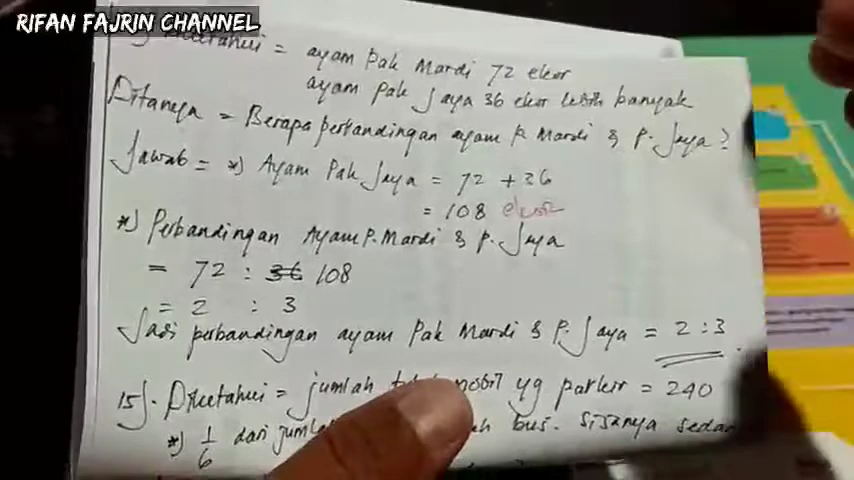 RIFAN FAJRIN CHANNEL
= ayam Pak Mardi 72 ekor
ayam Pak Jaya 36 ekor lebih banyak
Ditanya = Berapa perbandingan ayam P. Mardi & P. Jaya ?
Jawab = *) Ayam Pak Jaya = 72 + 36
= 108 ekor
*) Perbandingan Ayam P. Mardi & P. Jaya
= 72 : 36 108
= 2 : 3
Jadi perbandingan ayam Pak Mardi & P. Jaya = 2 : 3
15). Diketahui = jumlah mobil yg parkir = 240
*) 1/6 dari bus. Sisanya